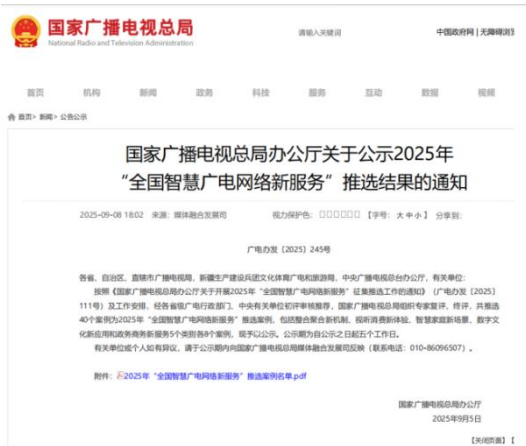 国家广播电视总局
National Radio and Television Administration
请输入关键词
中国政府网 | 无障碍浏览
首页 机构 新闻 政务 科技 服务 互动 数据 视频
首页> 新闻> 公告公示
国家广播电视总局办公厅关于公示2025年
“全国智慧广电网络新服务”推选结果的通知
2025-09-08 18:02 来源：媒体融合发展司 视力保护色： 【字号： 大 中 小 】 分享到:
广电办发〔2025〕245号
各省、自治区、直辖市广播电视局，新疆生产建设兵团文化体育广电和旅游局，中央广播电视总台办公厅，有关单位：
按照《国家广播电视总局办公厅关于开展2025年“全国智慧广电网络新服务”征集推选工作的通知》（广电办发〔2025〕
111号）及工作安排，经各省级广电行政部门、中央有关单位初评审核推荐，国家广播电视总局组织专家复评、终评，共推选
40个案例为2025年“全国智慧广电网络新服务”推选案例，包括整合聚合新机制、视听消费新体验、智慧家庭新场景、数字文
化新应用和政务商务新服务5个类别各8个案例，现予以公示。公示期为自公示之日起五个工作日。
有关单位或个人如有异议，请于公示期内向国家广播电视总局媒体融合发展司反映（联系电话：010-86096507）。
附件： 2025年“全国智慧广电网络新服务”推选案例名单.pdf
国家广播电视总局办公厅
2025年9月5日
【关闭页面】【